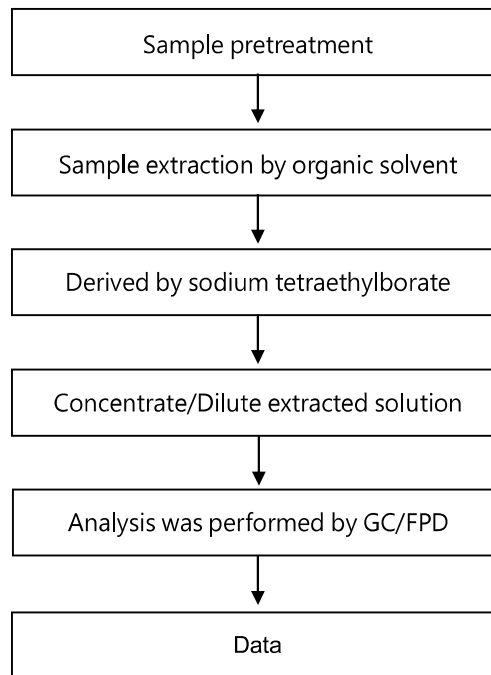 Sample pretreatment
Sample extraction by organic solvent
Derived by sodium tetraethylborate
Concentrate/Dilute extracted solution
Analysis was performed by GC/FPD
Data